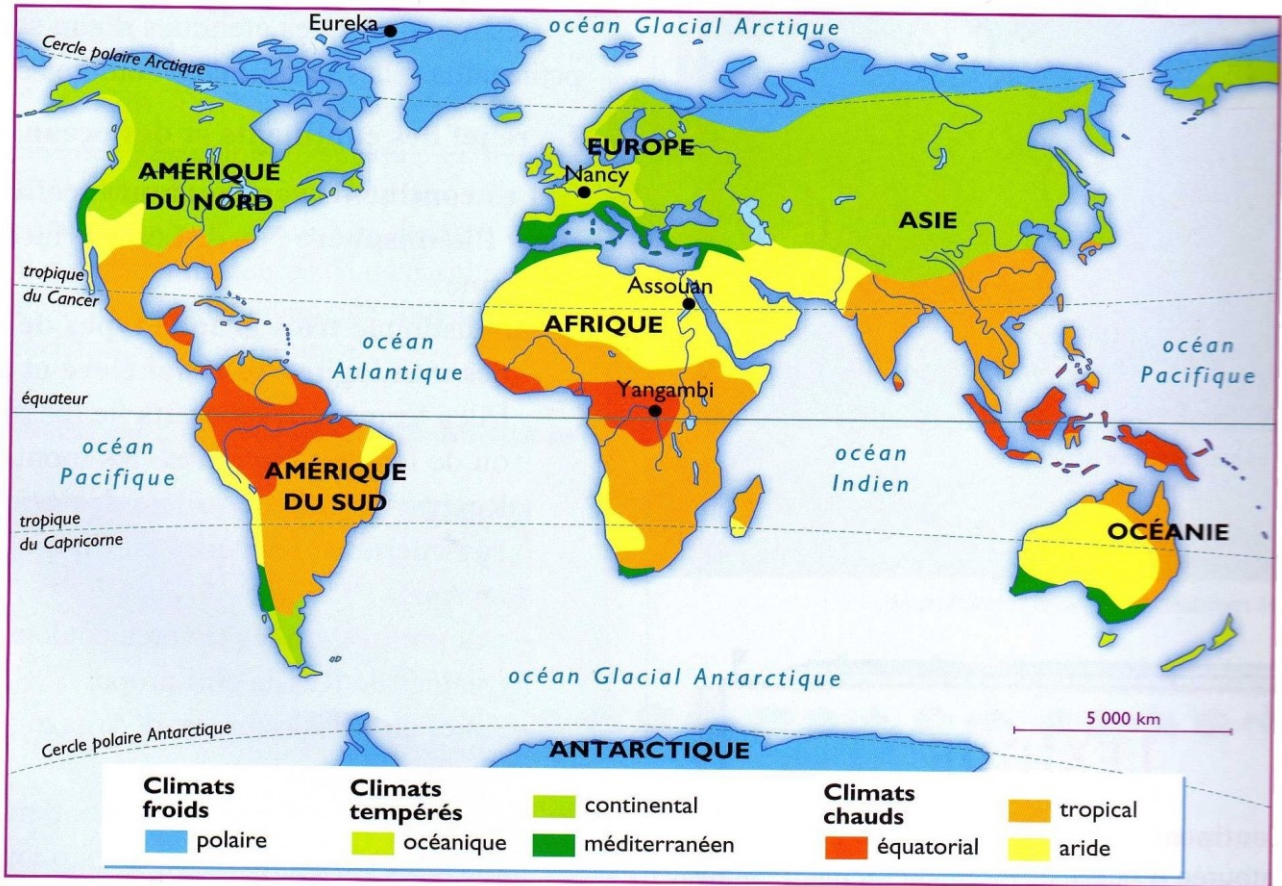 Eureka
océan Glacial Arctique
Cercle polaire Arctique
EUROPE
AMÉRIQUE
DU NORD
Nancy
ASIE
tropique
du Cancer
Assouan
AFRIQUE
océan
Atlantique
océan
Pacifique
Yangambi
équateur
océan
Pacifique
AMÉRIQUE
DU SUD
océan
Indien
tropique
du Capricorne
OCÉANIE
océan Glacial Antarctique
5 000 km
Cercle polaire Antarctique
ANTARCTIQUE
Climats
froids
polaire
Climats
tempérés
océanique
continental
méditerranéen
Climats
chauds
équatorial
tropical
aride